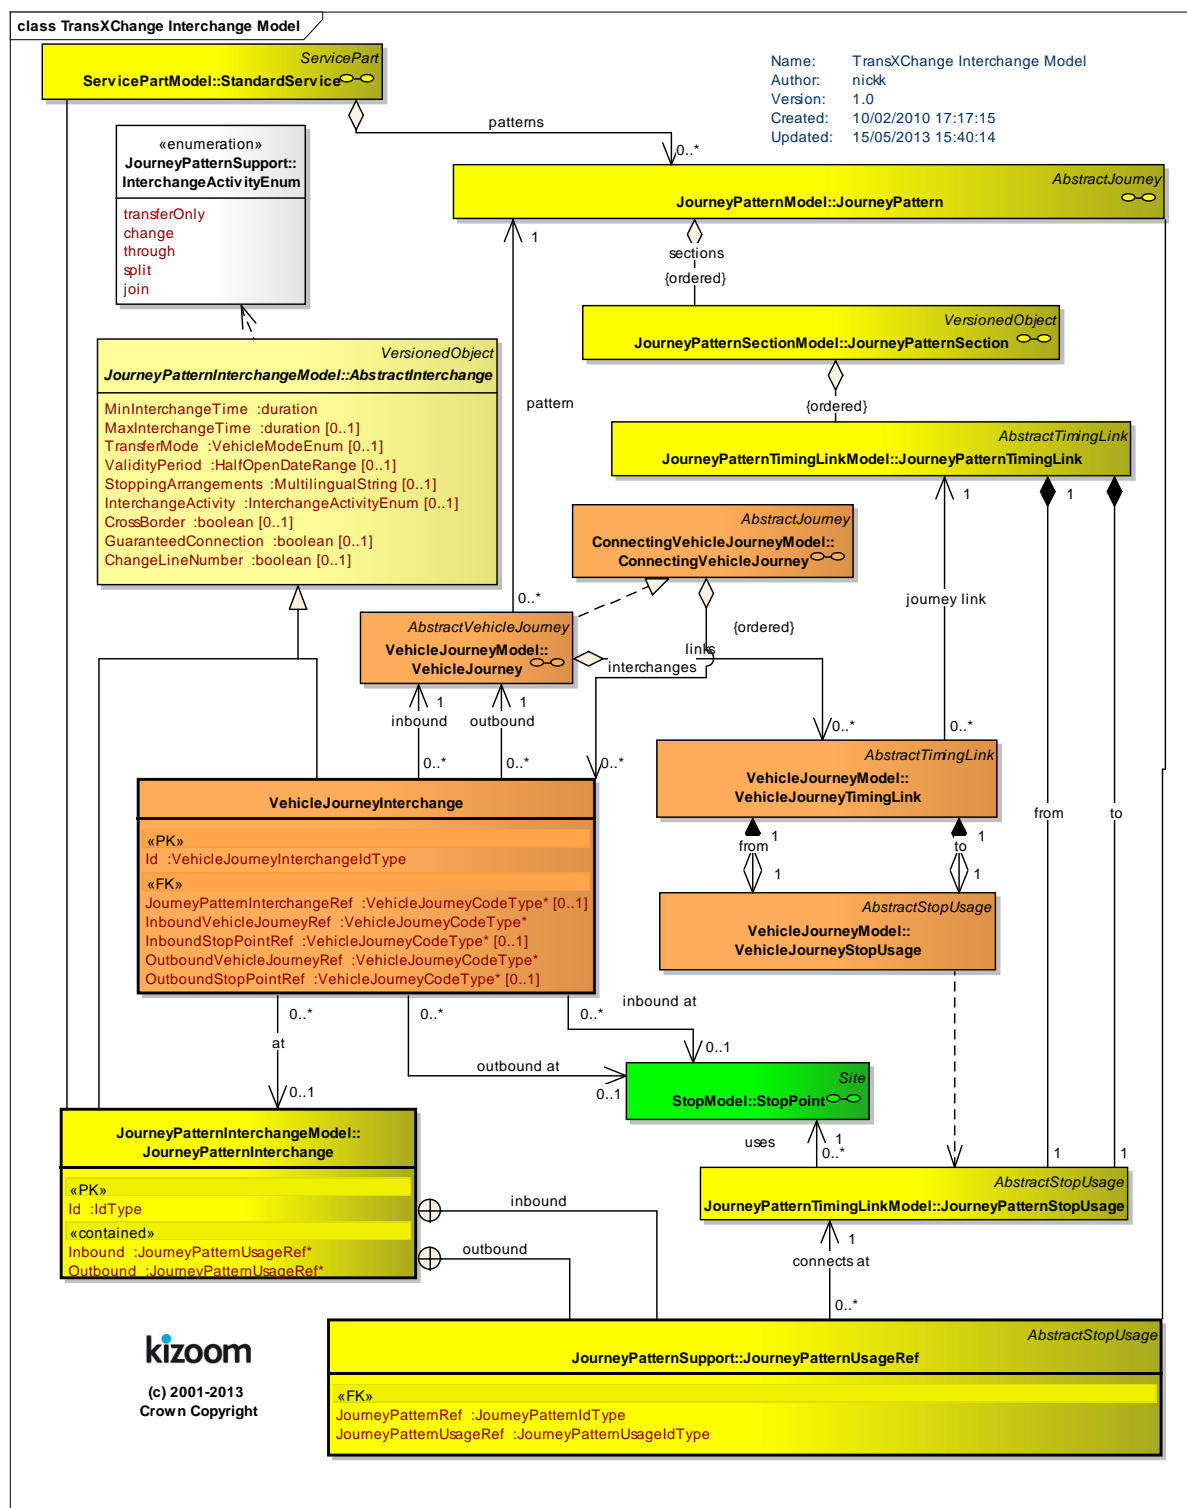 class TransXChange Interchange Model
ServicePart
ServicePartModel::StandardService
Name: TransXChange Interchange Model
Author: nickk
Version: 1.0
Created: 10/02/2010 17:17:15
Updated: 15/05/2013 15:40:14
patterns
0..*
«enumeration»
JourneyPatternSupport::
InterchangeActivityEnum
transferOnly
change
through
split
join
AbstractJourney
JourneyPatternModel::JourneyPattern
1
sections
{ordered}
VersionedObject
JourneyPatternSectionModel::JourneyPatternSection
{ordered}
VersionedObject
JourneyPatternInterchangeModel::AbstractInterchange
MinInterchangeTime :duration
MaxInterchangeTime :duration [0..1]
TransferMode :VehicleModeEnum [0..1]
ValidityPeriod :HalfOpenDateRange [0..1]
StoppingArrangements :MultilingualString [0..1]
InterchangeActivity :InterchangeActivityEnum [0..1]
CrossBorder :boolean [0..1]
GuaranteedConnection :boolean [0..1]
ChangeLineNumber :boolean [0..1]
pattern
0..*
AbstractTimingLink
JourneyPatternTimingLinkModel::JourneyPatternTimingLink
1
1
AbstractJourney
ConnectingVehicleJourneyModel::
ConnectingVehicleJourney
journey link
{ordered}
AbstractVehicleJourney
VehicleJourneyModel::
VehicleJourney
links
interchanges
1
inbound
1
outbound
0..*
0..*
0..*
0..*
0..*
AbstractTimingLink
VehicleJourneyModel::
VehicleJourneyTimingLink
from
to
VehicleJourneyInterchange
«PK»
Id :VehicleJourneyInterchangeIdType
«FK»
JourneyPatternInterchangeRef :VehicleJourneyCodeType* [0..1]
InboundVehicleJourneyRef :VehicleJourneyCodeType*
InboundStopPointRef :VehicleJourneyCodeType* [0..1]
OutboundVehicleJourneyRef :VehicleJourneyCodeType*
OutboundStopPointRef :VehicleJourneyCodeType* [0..1]
1
from
1
1
to
1
AbstractStopUsage
VehicleJourneyModel::
VehicleJourneyStopUsage
0..*
at
0..1
0..*
outbound at
0..1
0..*
inbound at
0..1
Site
StopModel::StopPoint
uses
1
0..*
1
1
AbstractStopUsage
JourneyPatternTimingLinkModel::JourneyPatternStopUsage
JourneyPatternInterchangeModel::
JourneyPatternInterchange
«PK»
Id :IdType
«contained»
Inbound :JourneyPatternUsageRef*
Outbound :JourneyPatternUsageRef*
inbound
outbound
1
connects at
0..*
kizoom
(c) 2001-2013
Crown Copyright
AbstractStopUsage
JourneyPatternSupport::JourneyPatternUsageRef
«FK»
JourneyPatternRef :JourneyPatternIdType
JourneyPatternUsageRef :JourneyPatternUsageIdType